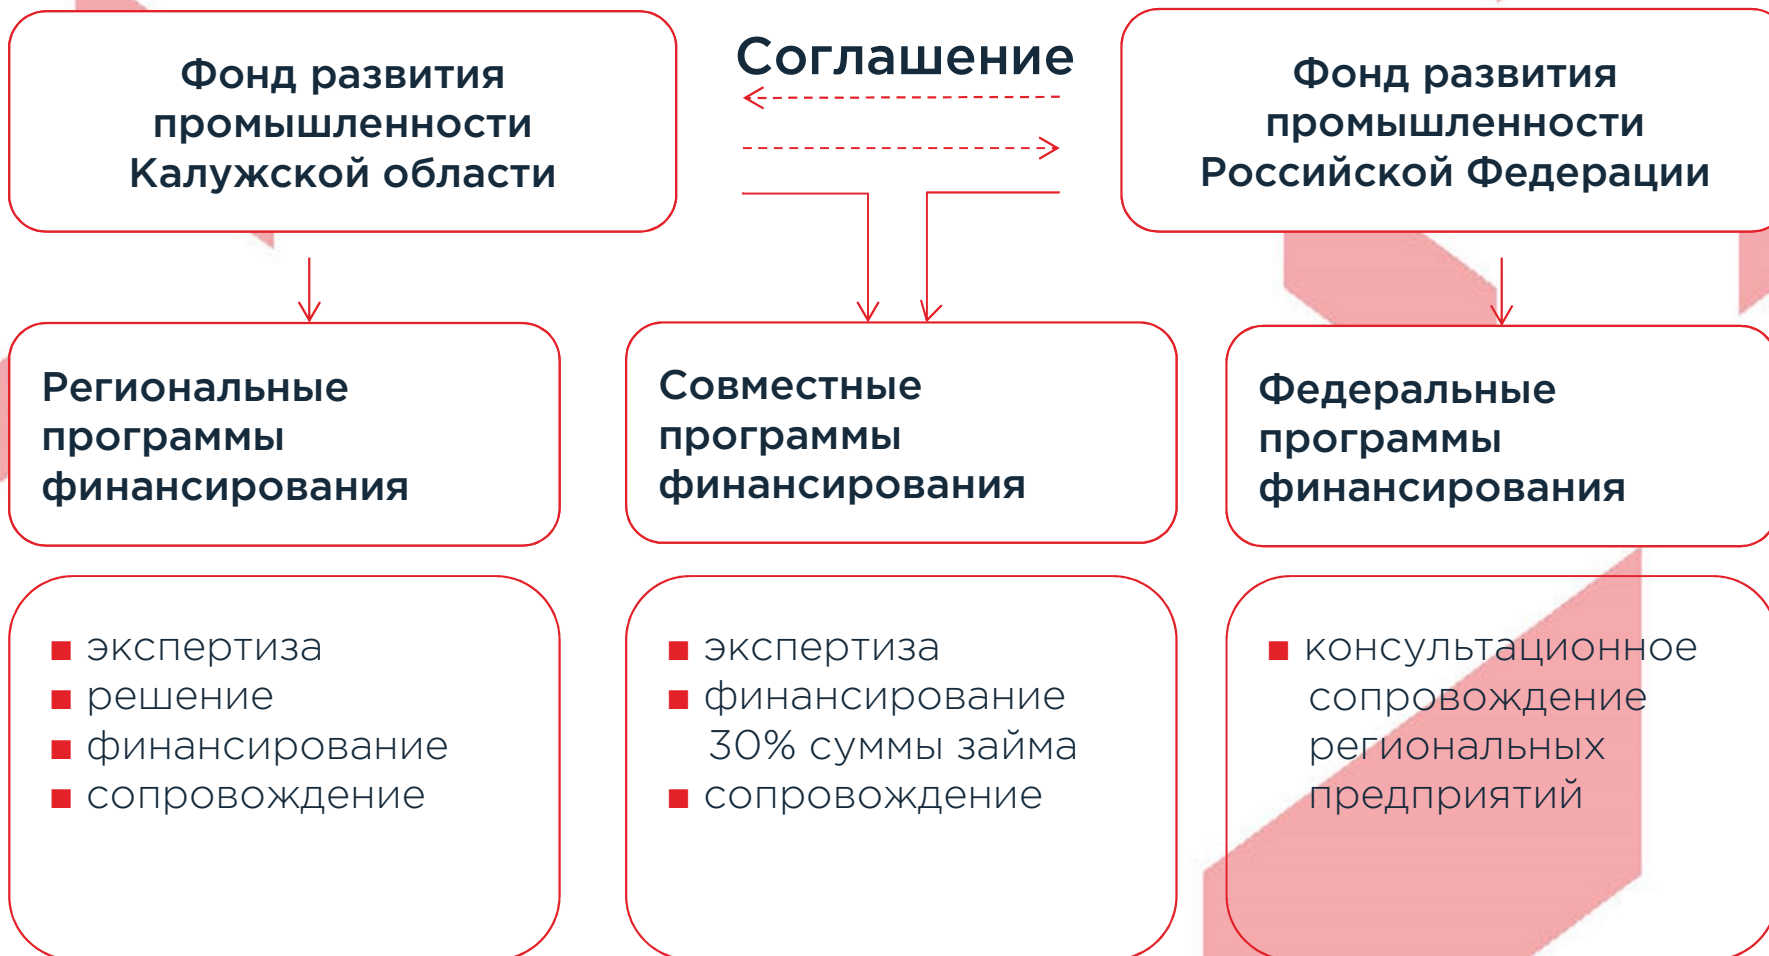 Фонд развития
промышленности
Калужской области
Соглашение
Фонд развития
промышленности
Российской Федерации
Региональные
программы
финансирования
Совместные
программы
финансирования
Федеральные
программы
финансирования
экспертиза
решение
финансирование
сопровождение
экспертиза
финансирование
30% суммы займа
сопровождение
консультационное
сопровождение
региональных
предприятий